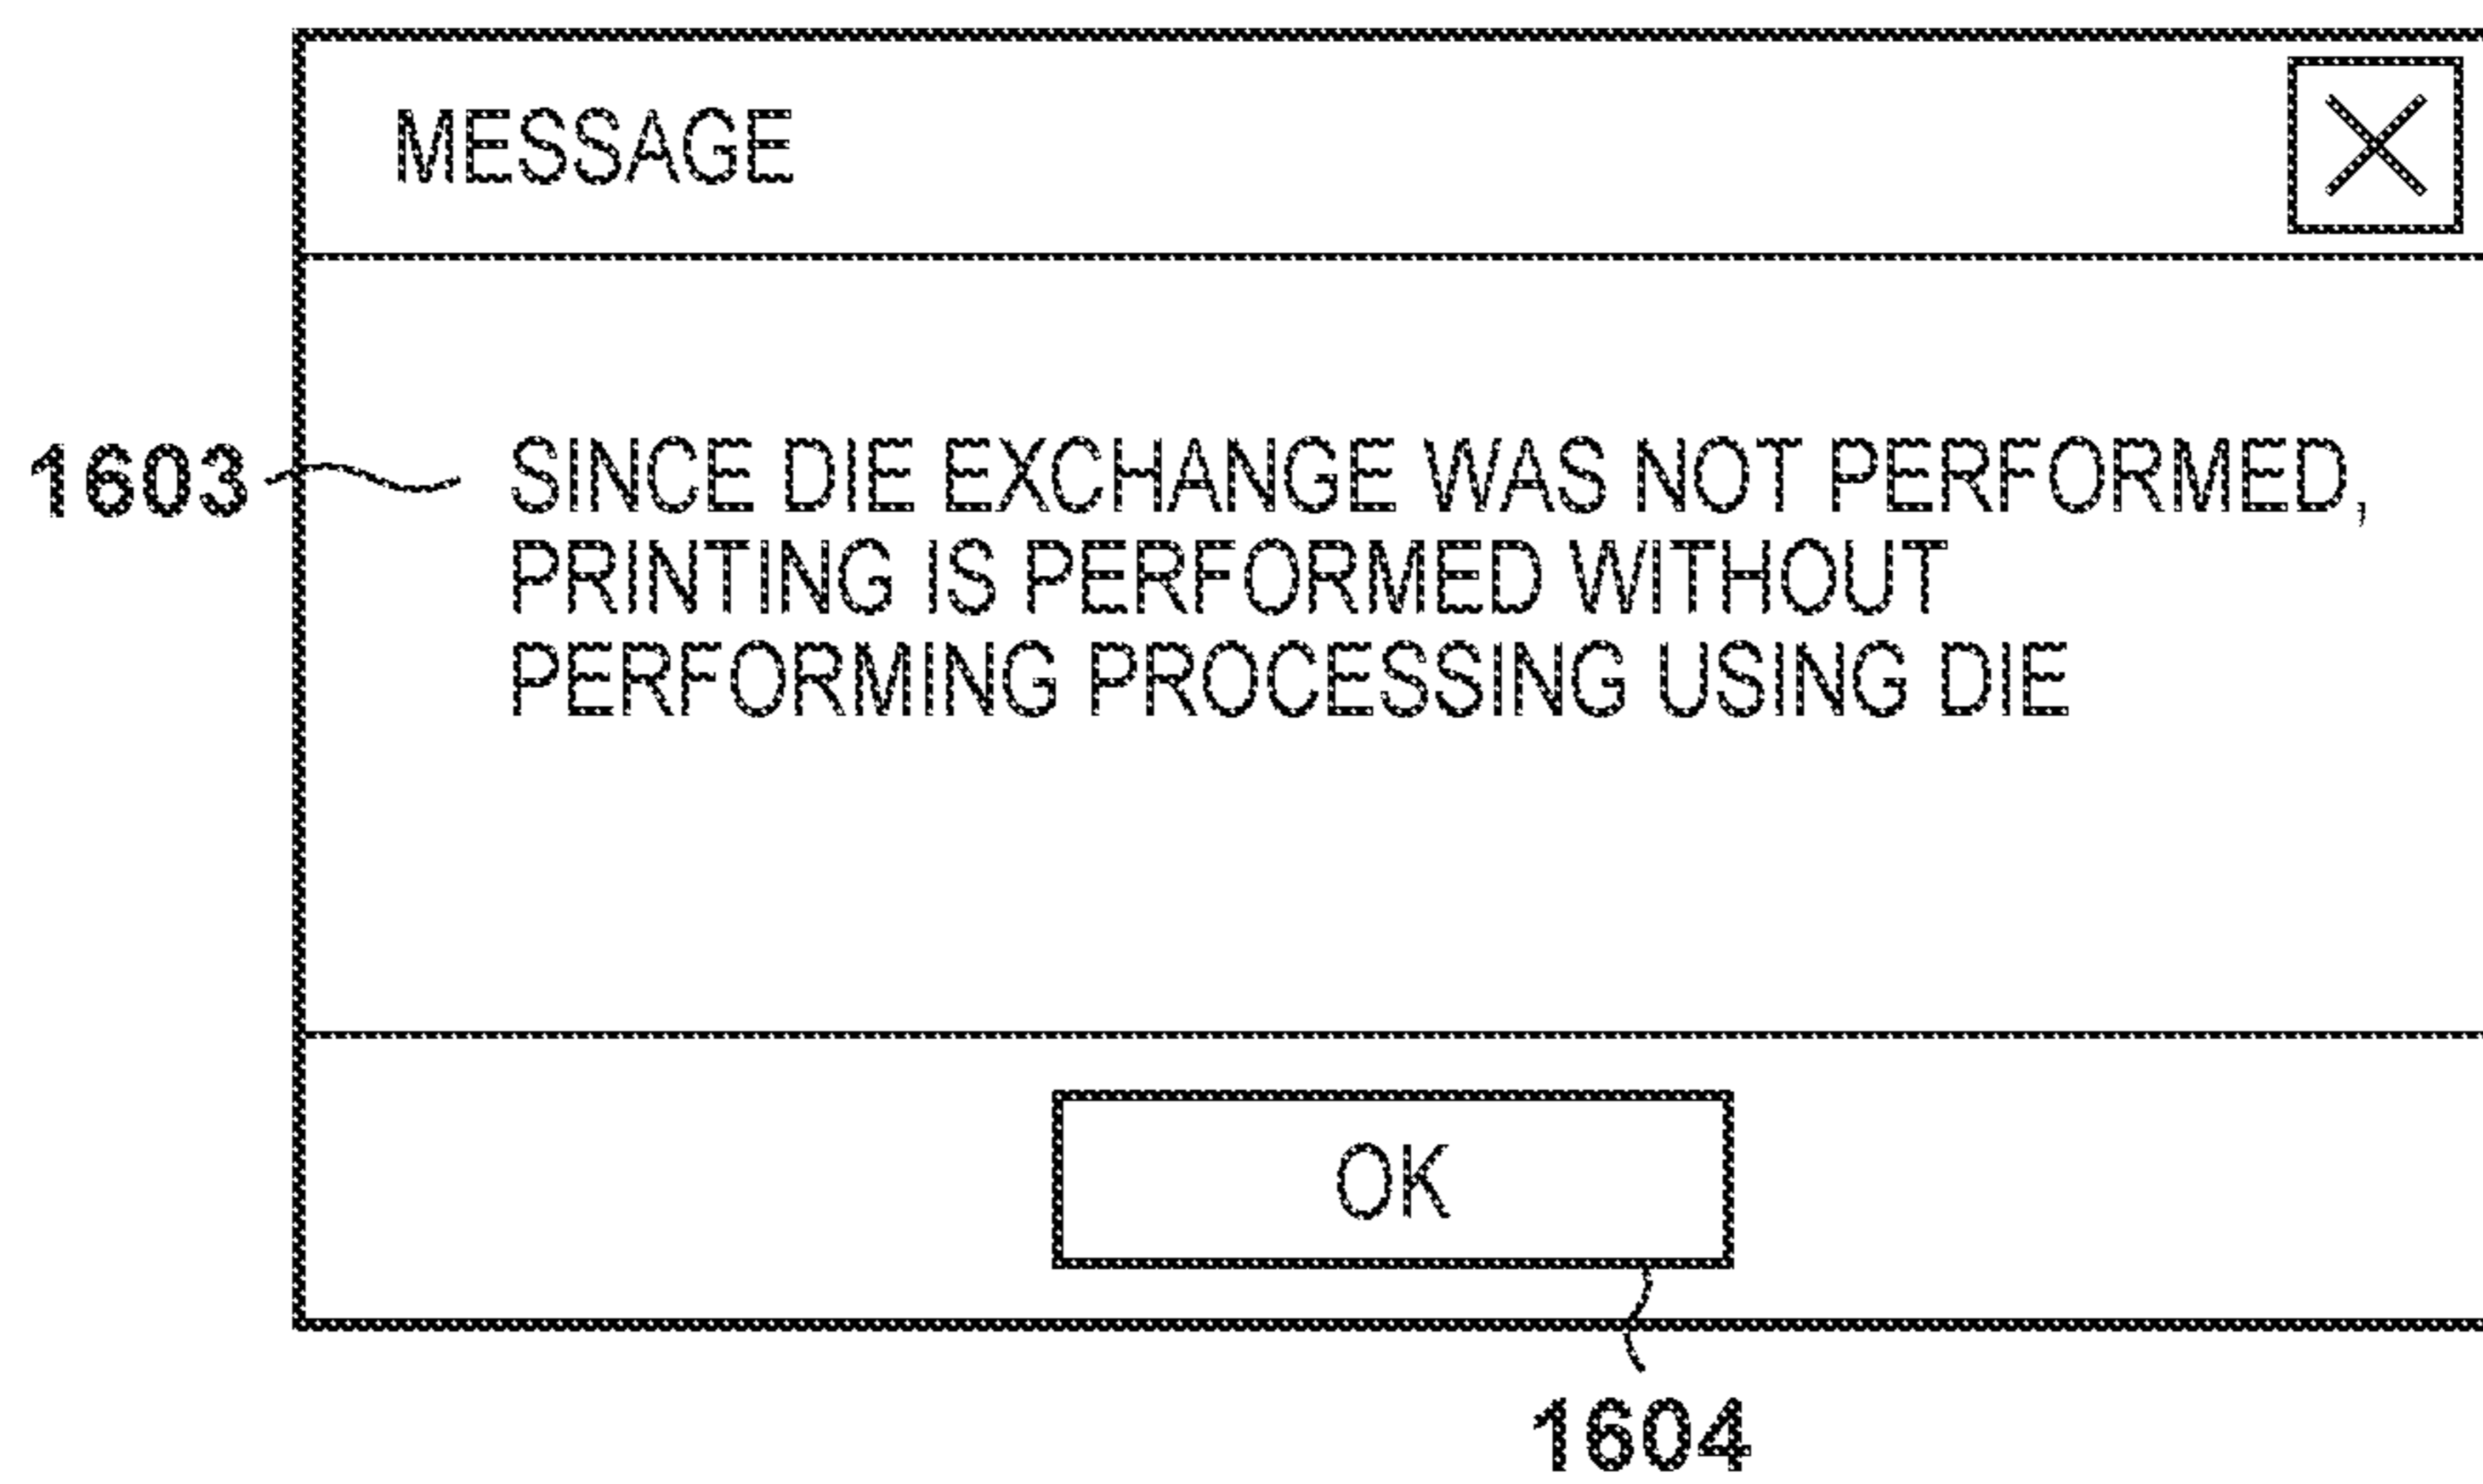 MESSAGE
1603
SINCE DIE EXCHANGE WAS NOT PERFORMED,
PRINTING IS PERFORMED WITHOUT
PERFORMING PROCESSING USING DIE
OK
1604